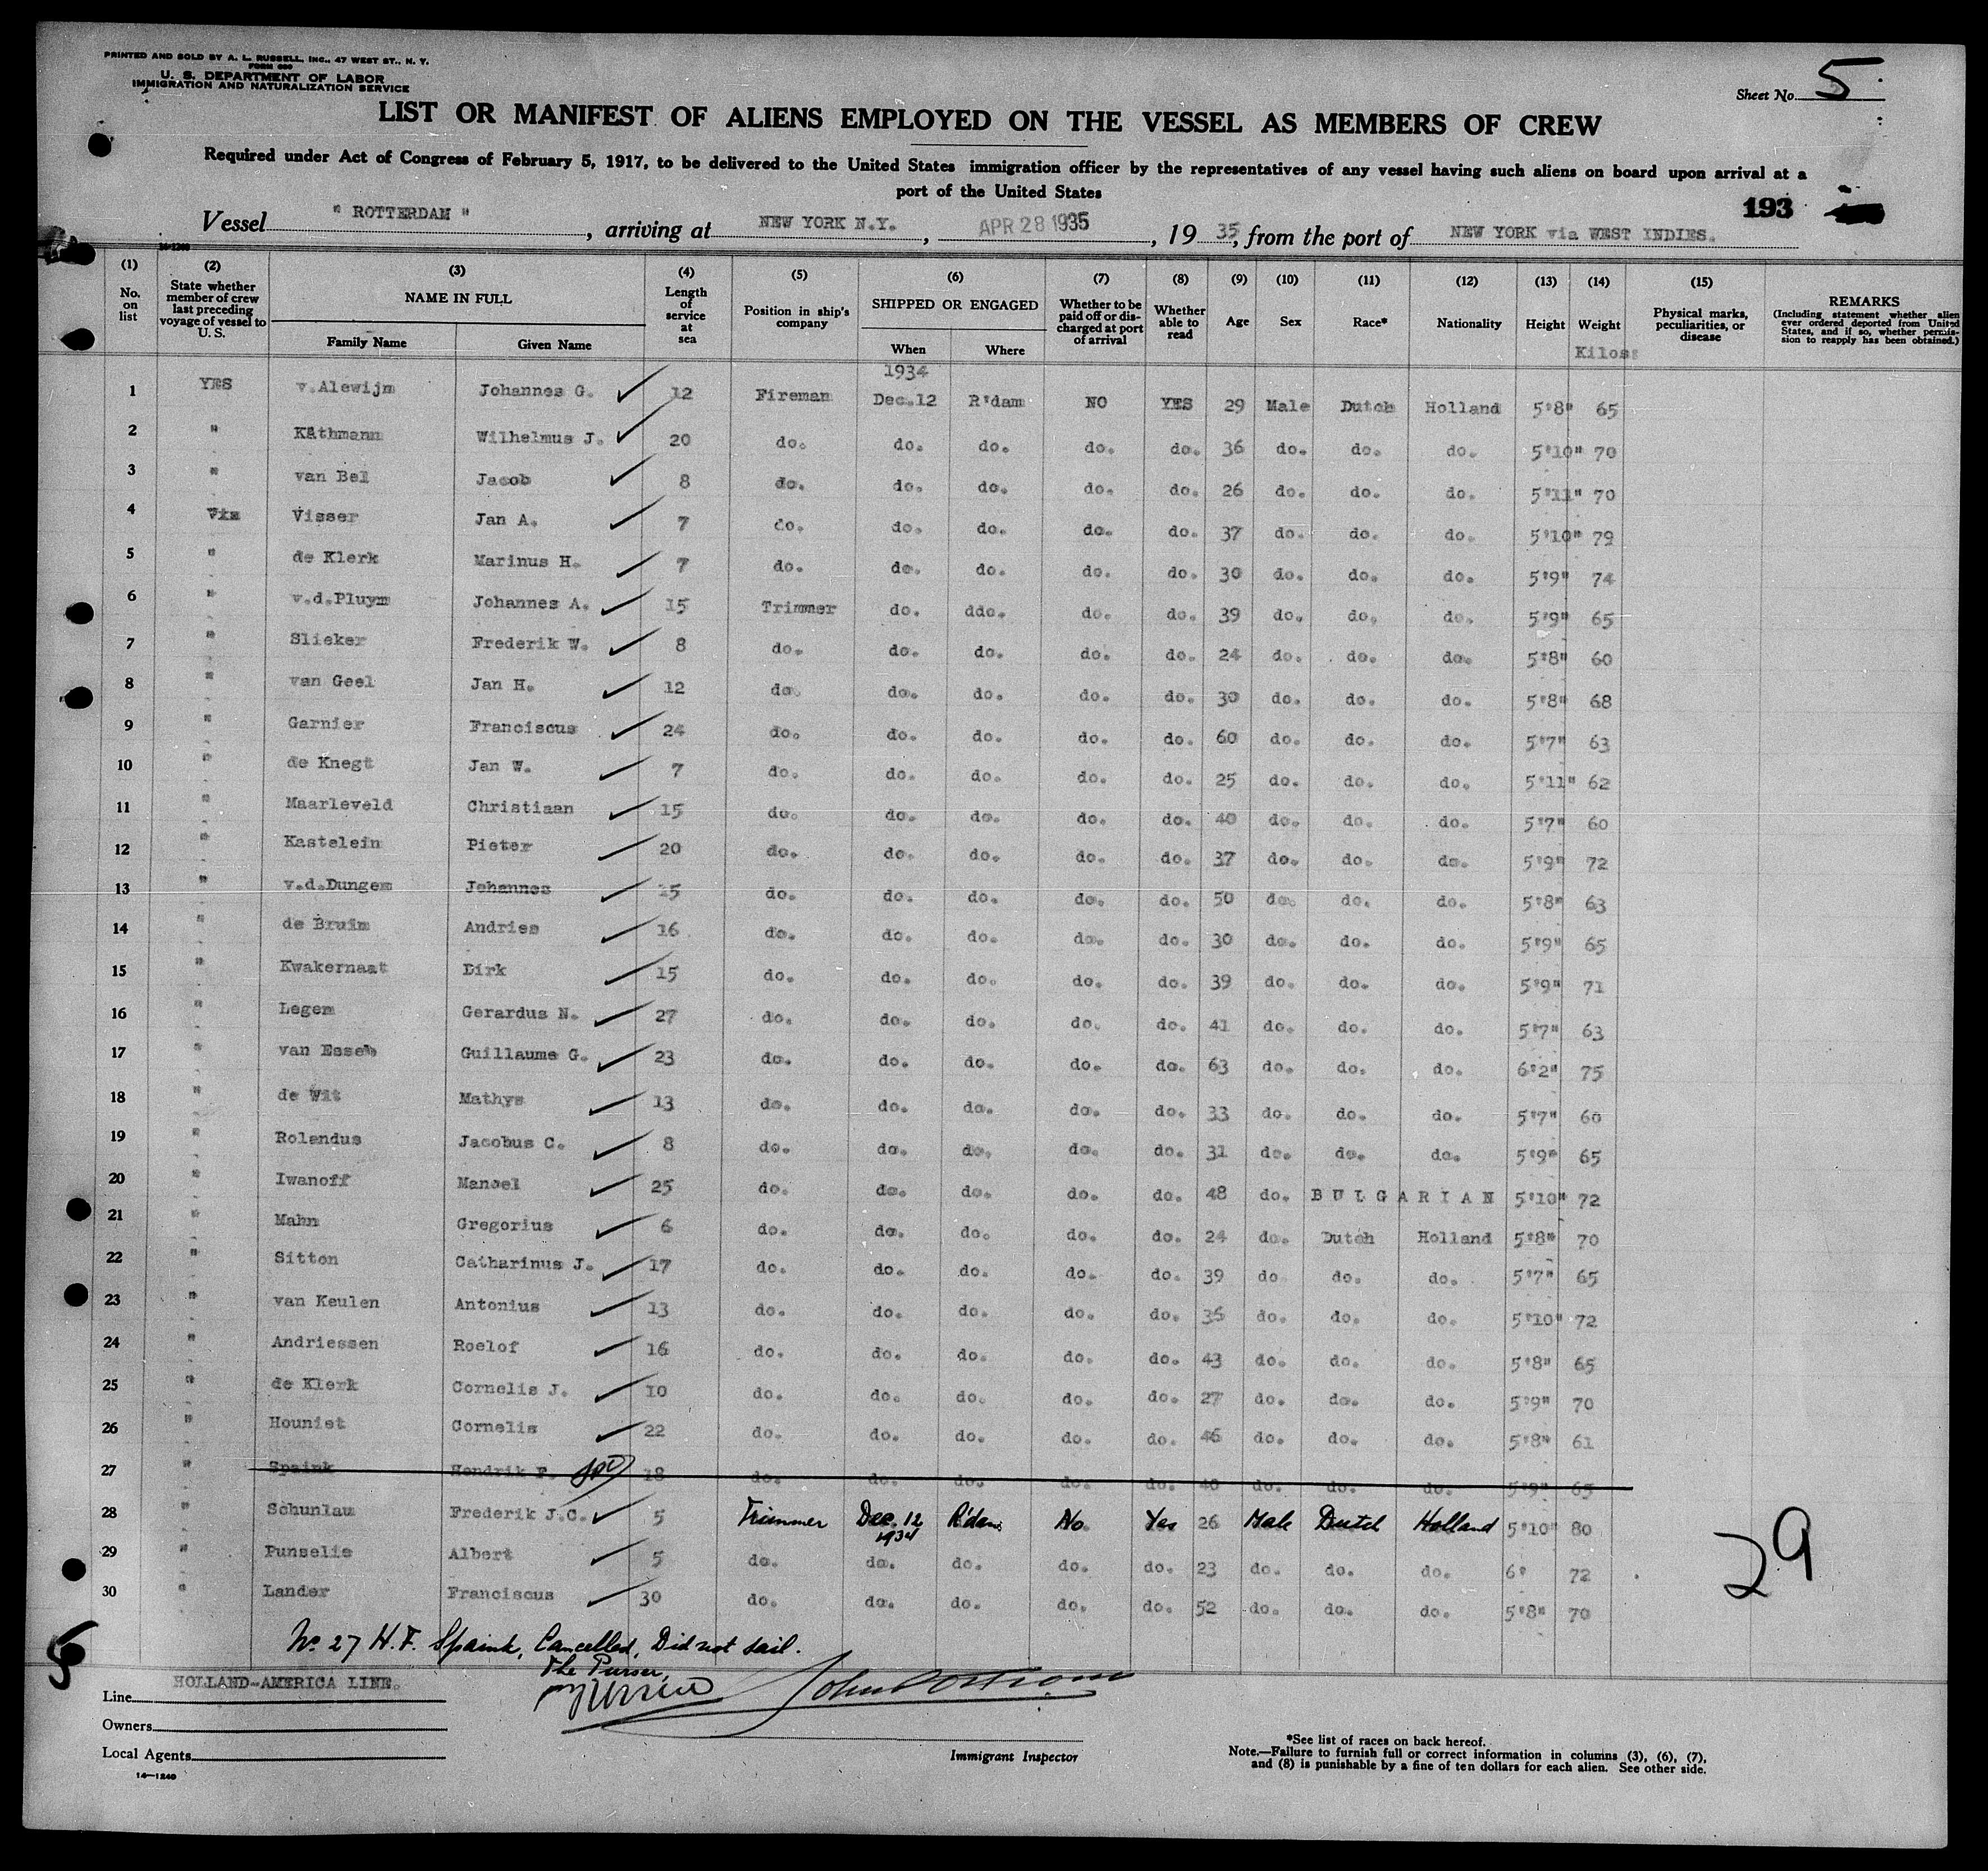 PRINTED AND SOLD BY A. L. RUSSELL, INC., 47 WEST ST., N. Y.
FORM 689
U. S. DEPARTMENT OF LABOR
IMMIGRATION AND NATURALIZATION SERVICE
Sheet No. 5
LIST OR MANIFEST OF ALIENS EMPLOYED ON THE VESSEL AS MEMBERS OF CREW
Required under Act of Congress of February 5, 1917, to be delivered to the United States immigration officer by the representatives of any vessel having such aliens on board upon arrival at a
port of the United States
193
Vessel " ROTTERDAM ", arriving at NEW YORK N.Y., APR 28 1935, 19 35, from the port of NEW YORK via WEST INDIES.
(1) No. on list (2) State whether member of crew last preceding voyage of vessel to U. S. (3) NAME IN FULL Family Name Given Name (4) Length of service at sea (5) Position in ship's company (6) SHIPPED OR ENGAGED When Where (7) Whether to be paid off or discharged at port of arrival (8) Whether able to read (9) Age (10) Sex (11) Race* (12) Nationality (13) Height (14) Weight Kilos: (15) Physical marks, peculiarities, or disease REMARKS (Including statement whether alien ever ordered deported from United States, and if so, whether permission to reapply has been obtained.)
1934
1 YES v.Alewijm Johannes G. 12 Fireman Dec.12 R'dam NO YES 29 Male Dutch Holland 5'8" 65
2 " Käthmann Wilhelmus J. 20 do. do. do. do. do. 36 do. do. do. 5'10" 70
3 " van Bel Jacob 8 do. do. do. do. do. 26 do. do. do. 5'11" 70
4 Visser Jan A. 7 do. do. do. do. do. 37 do. do. do. 5'10" 79
5 " de Klerk Marinus H. 7 do. do. do. do. do. 30 do. do. do. 5'9" 74
6 " v.d.Pluym Johannes A. 15 Trimmer do. ddo. do. do. 39 do. do. do. 5'9" 65
7 " Slieker Frederik W. 8 do. do. do. do. do. 24 do. do. do. 5'8" 60
8 " van Geel Jan H. 12 do. do. do. do. do. 30 do. do. do. 5'8" 68
9 " Garnier Franciscus 24 do. do. do. do. do. 60 do. do. do. 5'7" 63
10 " de Knegt Jan W. 7 do. do. do. do. do. 25 do. do. do. 5'11" 62
11 " Maarleveld Christiaan 15 do. do. do. do. do. 40 do. do. do. 5'7" 60
12 " Kastelein Pieter 20 do. do. do. do. do. 37 do. do. do. 5'9" 72
13 " v.d.Dungem Johannes 15 do. do. do. do. do. 50 do. do. do. 5'8" 63
14 " de Bruim Andries 16 do. do. do. do. do. 30 do. do. do. 5'9" 65
15 " Kwakernaat Dirk 15 do. do. do. do. do. 39 do. do. do. 5'9" 71
16 " Legem Gerardus N. 27 do. do. do. do. do. 41 do. do. do. 5'7" 63
17 " van Esseb Guillaume G. 23 do. do. do. do. do. 63 do. do. do. 6'2" 75
18 " de Wit Mathys 13 do. do. do. do. do. 33 do. do. do. 5'7" 60
19 " Rolandus Jacobus C. 8 do. do. do. do. do. 31 do. do. do. 5'9" 65
20 " Iwanoff Manoel 25 do. do. do. do. do. 48 do. BULGARIAN 5'10" 72
21 " Mahn Gregorius 6 do. do. do. do. do. 24 do. Dutch Holland 5'8" 70
22 " Sitton Catharinus J. 17 do. do. do. do. do. 39 do do. do. 5'7" 65
23 " van Keulen Antonius 13 do. do. do. do. do. 35 do. do. do. 5'10" 72
24 " Andriessen Roelof 16 do. do. do. do. do. 43 do. do. do. 5'8" 65
25 " de Klerk Cornelis J. 10 do. do. do. do. do. 27 do. do. do. 5'9" 70
26 " Houniet Cornelis 22 do. do. do. do. do. 46 do. do. do. 5'8" 61
27 " Spaink Hendrik F. 18 do. do. do. do. do. 40 do. do. do. 5'9" 65
28 " Schunlau Frederik J.C. 5 Trimmer Dec. 12 1934 R'dam No Yes 26 Male Dutch Holland 5'10" 80
29 " Punselie Albert 5 do. do. do. do. do. 23 do. do. do. 6' 72
30 " Lander Franciscus 30 do. do. do. do. do. 52 do. do. do. 5'8" 70
29
No 27 H.F. Spaink, Cancelled, Did not sail.
The Purser,
5
Line HOLLAND-AMERICA LINE.
Owners
Local Agents
Immigrant Inspector
14—1240
*See list of races on back hereof.
Note.—Failure to furnish full or correct information in columns (3), (6), (7),
and (8) is punishable by a fine of ten dollars for each alien. See other side.